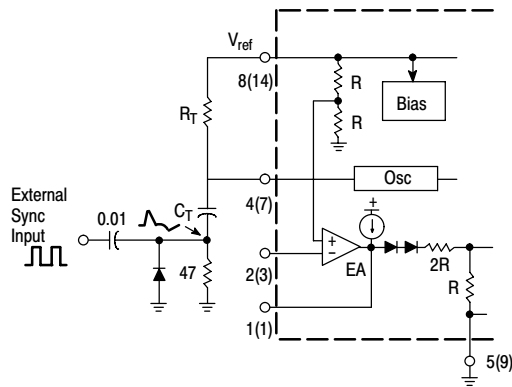 V_ref
8(14)
R
Bias
R_T
R
External
Sync
Input
0.01
C_T
4(7)
Osc
+
47
2(3)
+
−
EA
2R
R
1(1)
5(9)